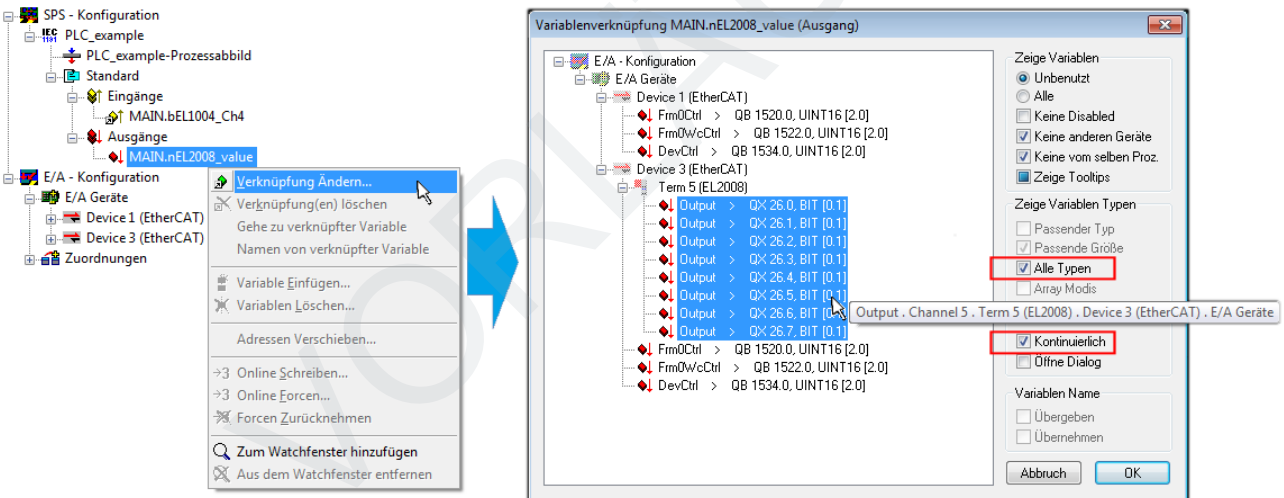 SPS - Konfiguration
IEC
1131
PLC_example
PLC_example-Prozessabbild
Standard
Eingänge
MAIN.bEL1004_Ch4
Ausgänge
MAIN.nEL2008_value
E/A - Konfiguration
E/A Geräte
Device 1 (EtherCAT)
Device 3 (EtherCAT)
Zuordnungen
Verknüpfung Ändern...
Verknüpfung(en) löschen
Gehe zu verknüpfter Variable
Namen von verknüpfter Variable
Variable Einfügen...
Variablen Löschen...
Adressen Verschieben...
Online Schreiben...
Online Forcen...
Forcen Zurücknehmen
Zum Watchfenster hinzufügen
Aus dem Watchfenster entfernen
Variablenverknüpfung MAIN.nEL2008_value (Ausgang)
E/A - Konfiguration
E/A Geräte
Device 1 (EtherCAT)
Frm0Ctrl > QB 1520.0, UINT16 [2.0]
Frm0WcCtrl > QB 1522.0, UINT16 [2.0]
DevCtrl > QB 1534.0, UINT16 [2.0]
Device 3 (EtherCAT)
Term 5 (EL2008)
Output > QX 26.0, BIT [0.1]
Output > QX 26.1, BIT [0.1]
Output > QX 26.2, BIT [0.1]
Output > QX 26.3, BIT [0.1]
Output > QX 26.4, BIT [0.1]
Output > QX 26.5, BIT [0.1]
Output > QX 26.6, BIT [0.1]
Output > QX 26.7, BIT [0.1]
Frm0Ctrl > QB 1520.0, UINT16 [2.0]
Frm0WcCtrl > QB 1522.0, UINT16 [2.0]
DevCtrl > QB 1534.0, UINT16 [2.0]
Zeige Variablen
Unbenutzt
Alle
Keine Disabled
Keine anderen Geräte
Keine vom selben Proz.
Zeige Tooltips
Zeige Variablen Typen
Passender Typ
Passende Größe
Alle Typen
Array Modis
Output . Channel 5 . Term 5 (EL2008) . Device 3 (EtherCAT) . E/A Geräte
Kontinuierlich
Öffne Dialog
Variablen Name
Übergeben
Übernehmen
Abbruch
OK